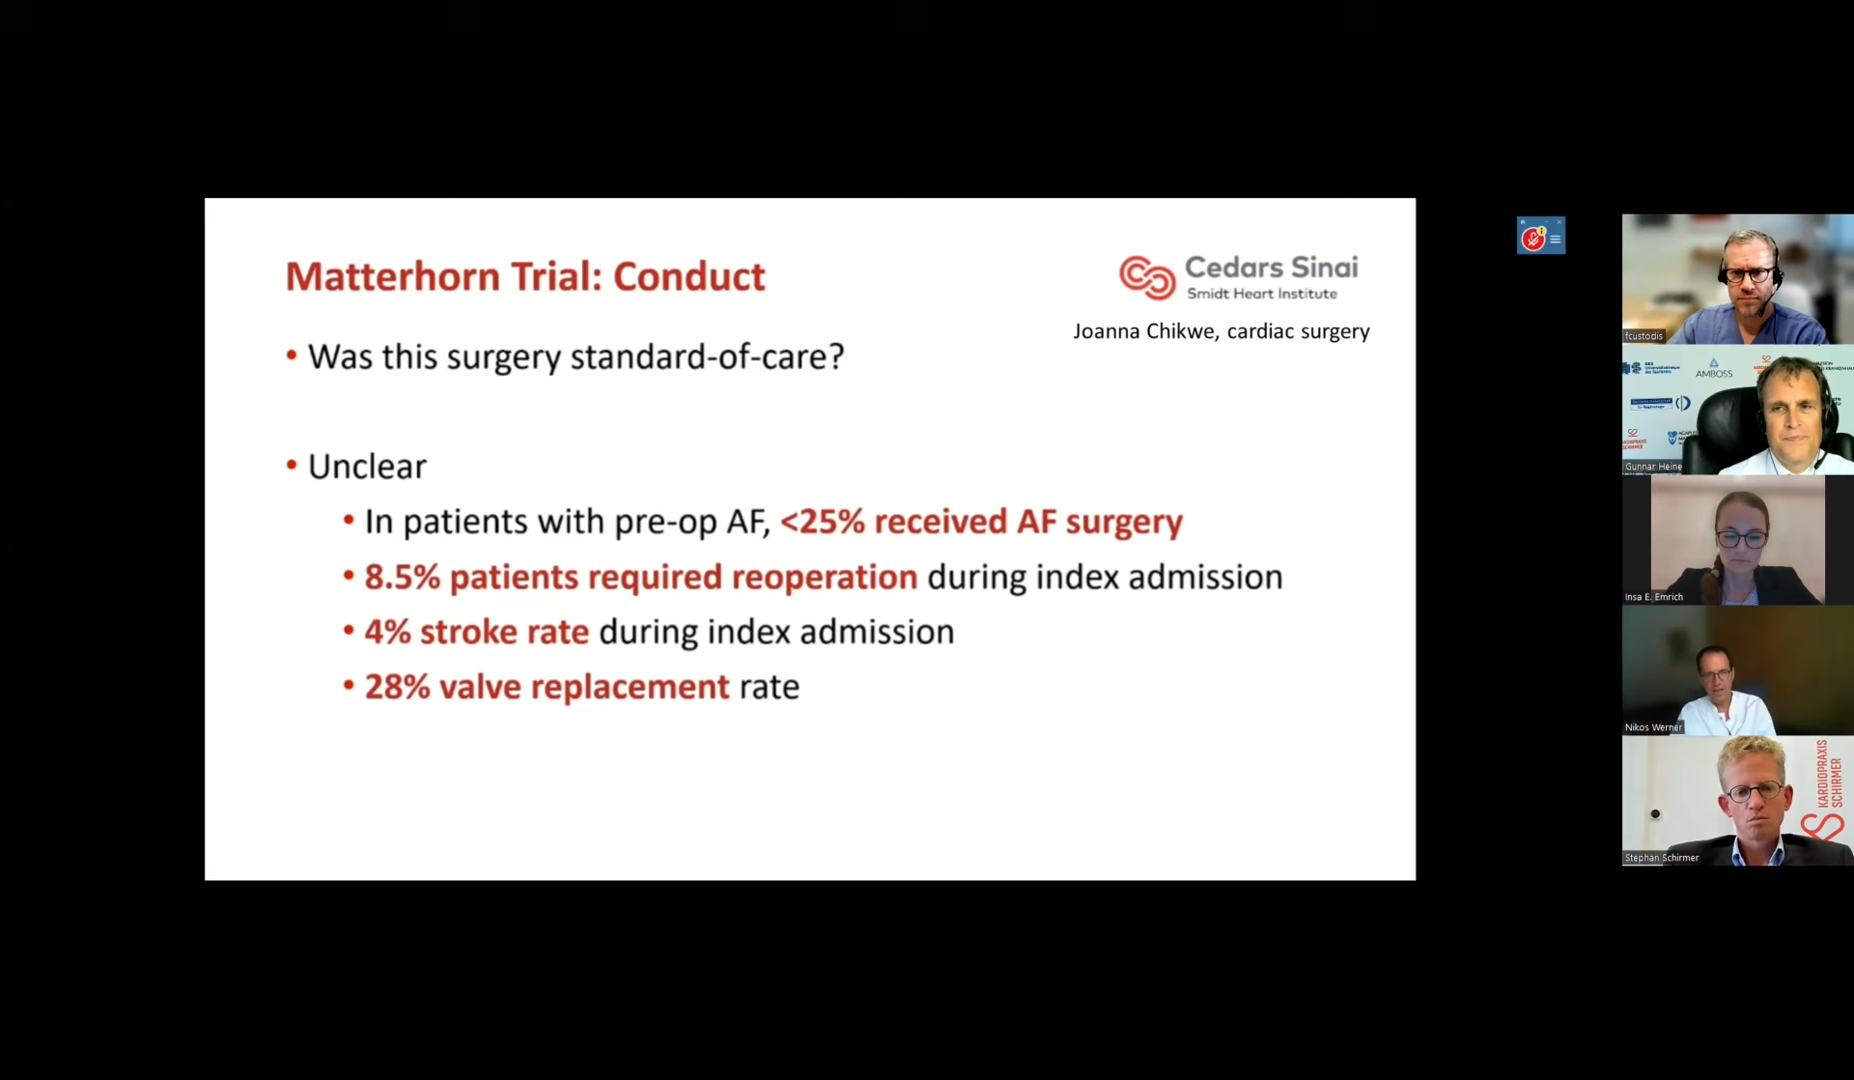 Matterhorn Trial: Conduct
Cedars Sinai
Smidt Heart Institute
Joanna Chikwe, cardiac surgery
• Was this surgery standard-of-care?
• Unclear
• In patients with pre-op AF, <25% received AF surgery
• 8.5% patients required reoperation during index admission
• 4% stroke rate during index admission
• 28% valve replacement rate
fcustodis
AMBOSS
Gunnar Heine
Insa E. Emrich
Nikos Werner
KARDIOPRAXIS
SCHIRMER
Stephan Schirmer